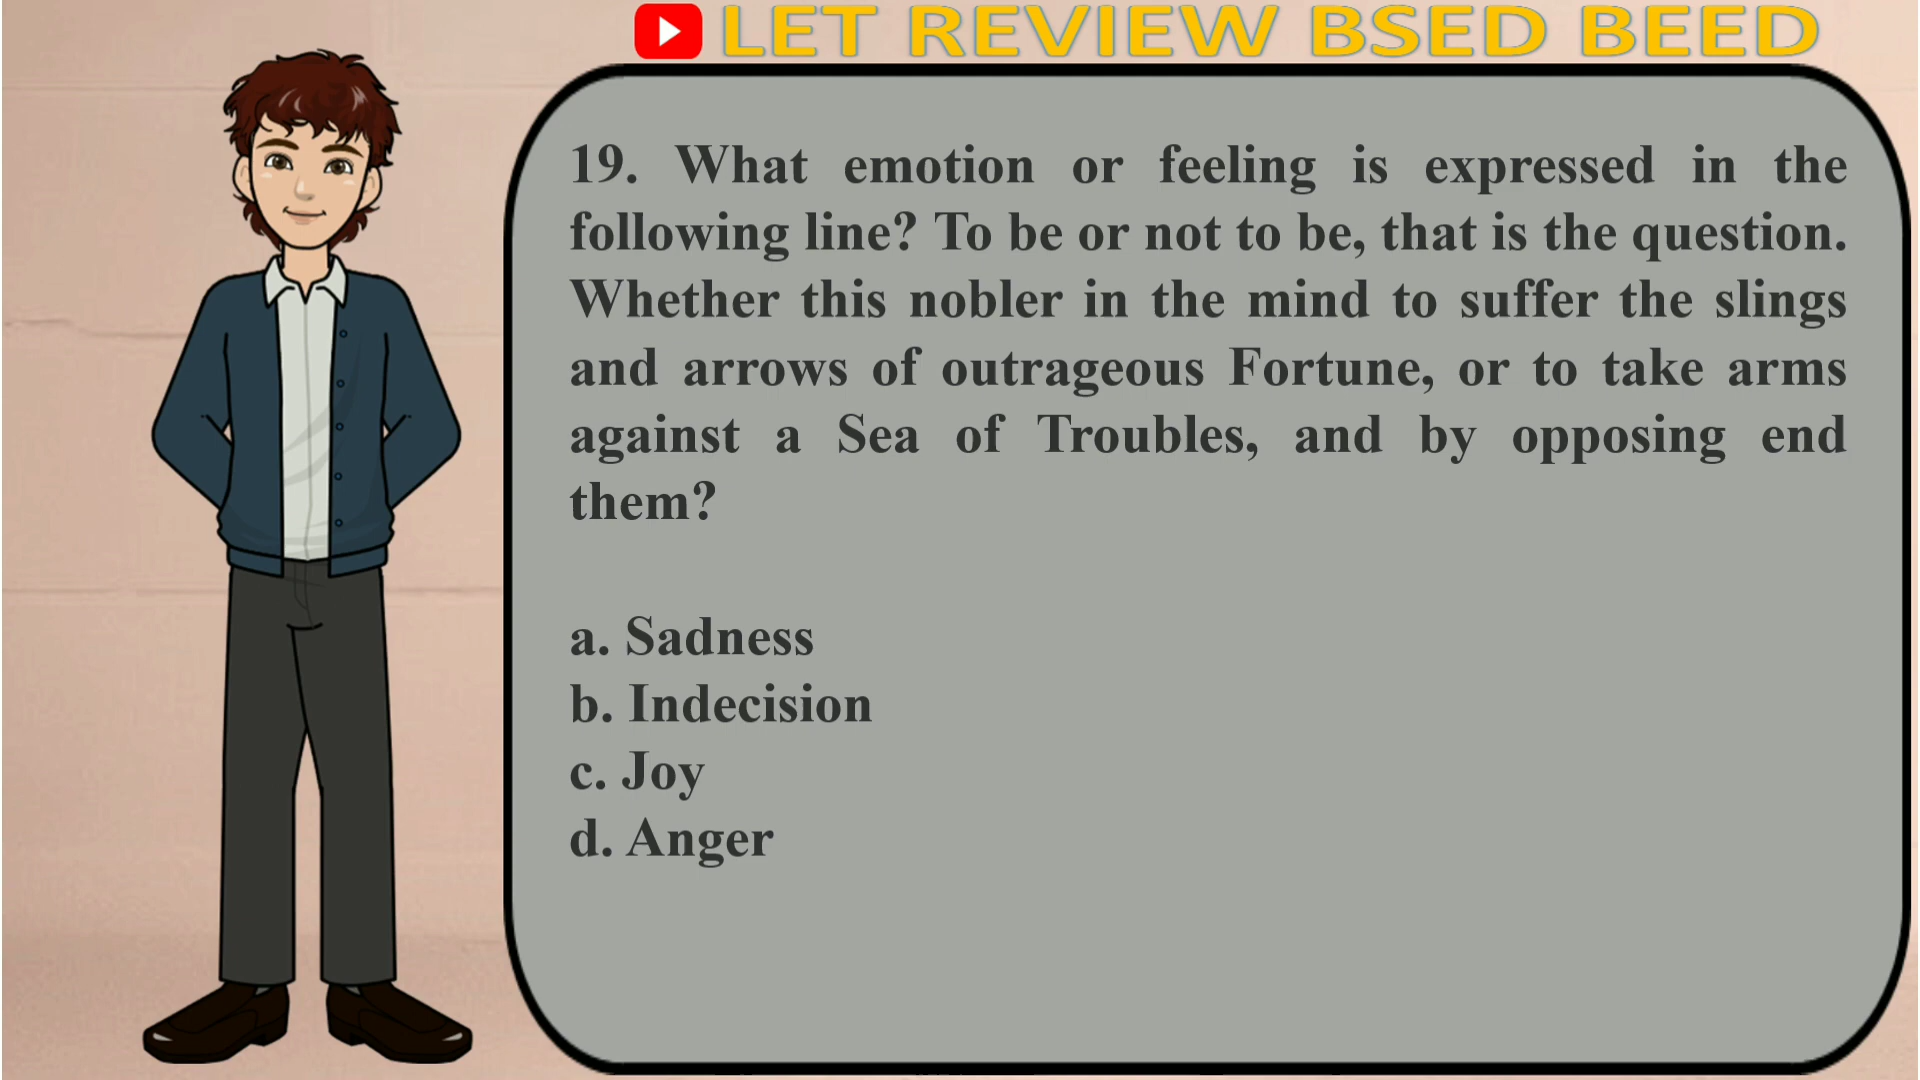 LET REVIEW BSED BEED
19. What emotion or feeling is expressed in the
following line? To be or not to be, that is the question.
Whether this nobler in the mind to suffer the slings
and arrows of outrageous Fortune, or to take arms
against a Sea of Troubles, and by opposing end
them?
a. Sadness
b. Indecision
c. Joy
d. Anger